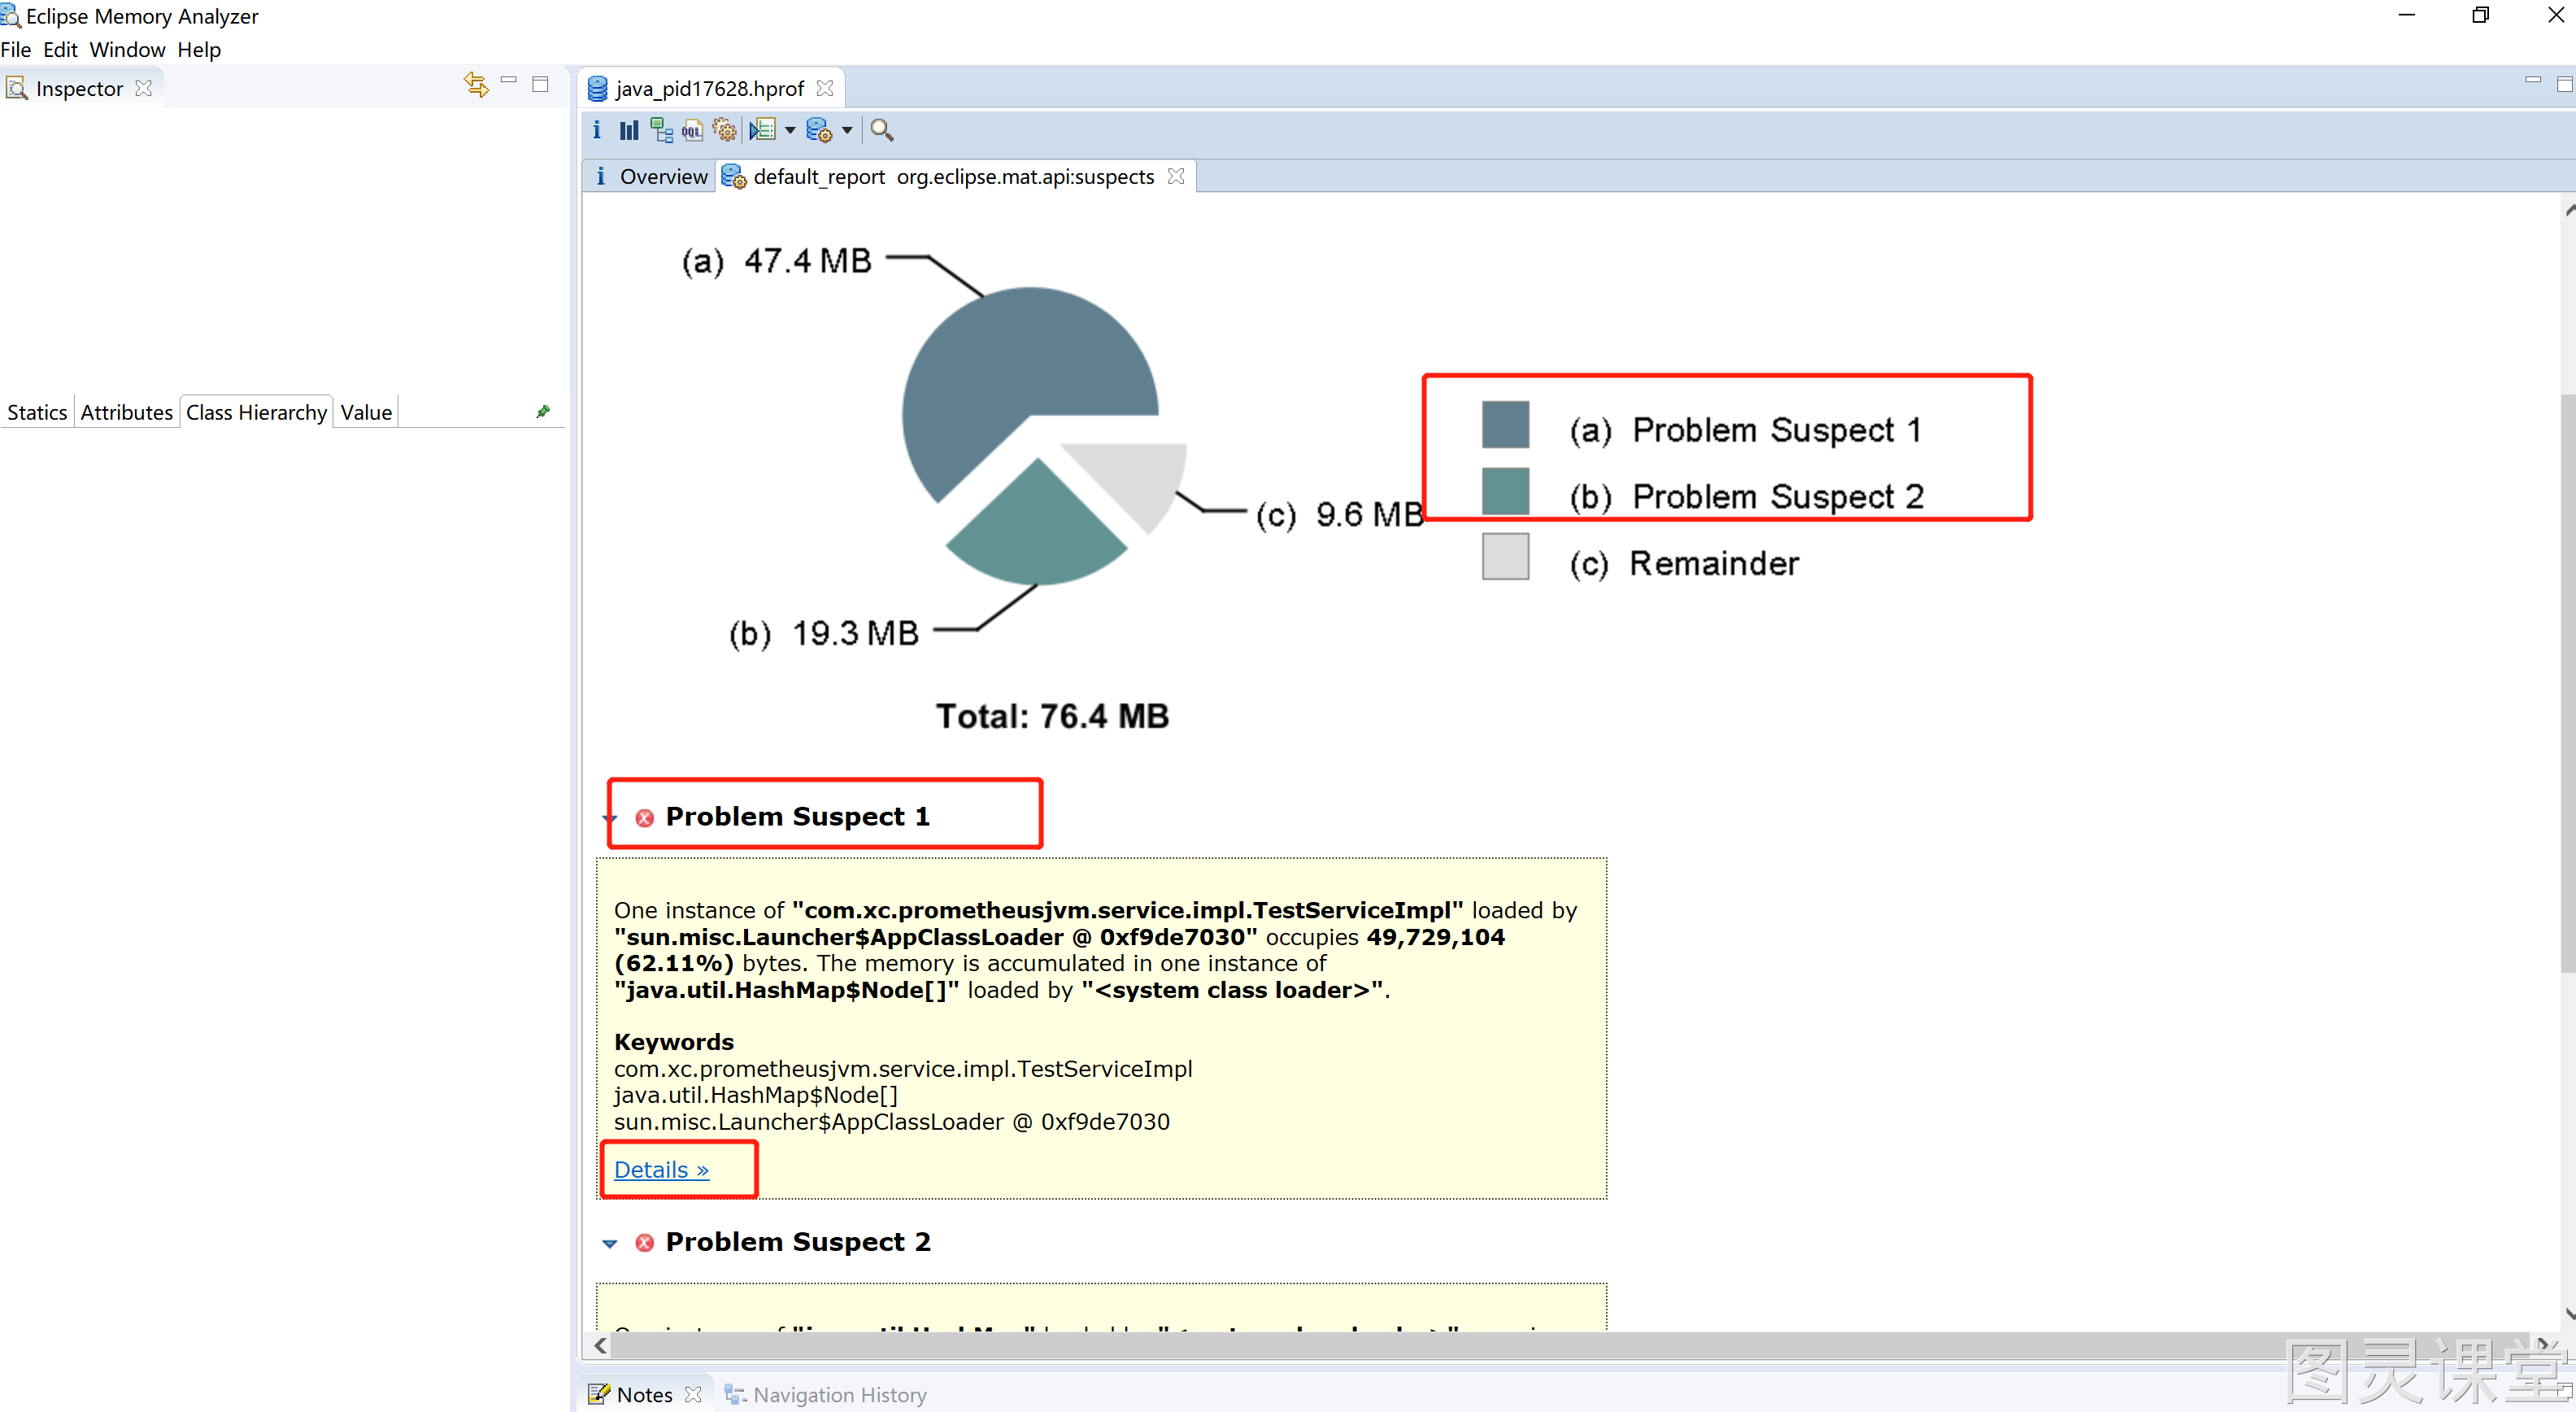 Eclipse Memory Analyzer
File Edit Window Help
Inspector
java_pid17628.hprof
Statics Attributes Class Hierarchy Value
i Overview default_report org.eclipse.mat.api:suspects
(a) 47.4 MB
(c) 9.6 MB
(b) 19.3 MB
Total: 76.4 MB
(a) Problem Suspect 1
(b) Problem Suspect 2
(c) Remainder
Problem Suspect 1
One instance of "com.xc.prometheusjvm.service.impl.TestServiceImpl" loaded by
"sun.misc.Launcher$AppClassLoader @ 0xf9de7030" occupies 49,729,104
(62.11%) bytes. The memory is accumulated in one instance of
"java.util.HashMap$Node[]" loaded by "<system class loader>".
Keywords
com.xc.prometheusjvm.service.impl.TestServiceImpl
java.util.HashMap$Node[]
sun.misc.Launcher$AppClassLoader @ 0xf9de7030
Details »
Problem Suspect 2
Notes Navigation History
图灵课堂